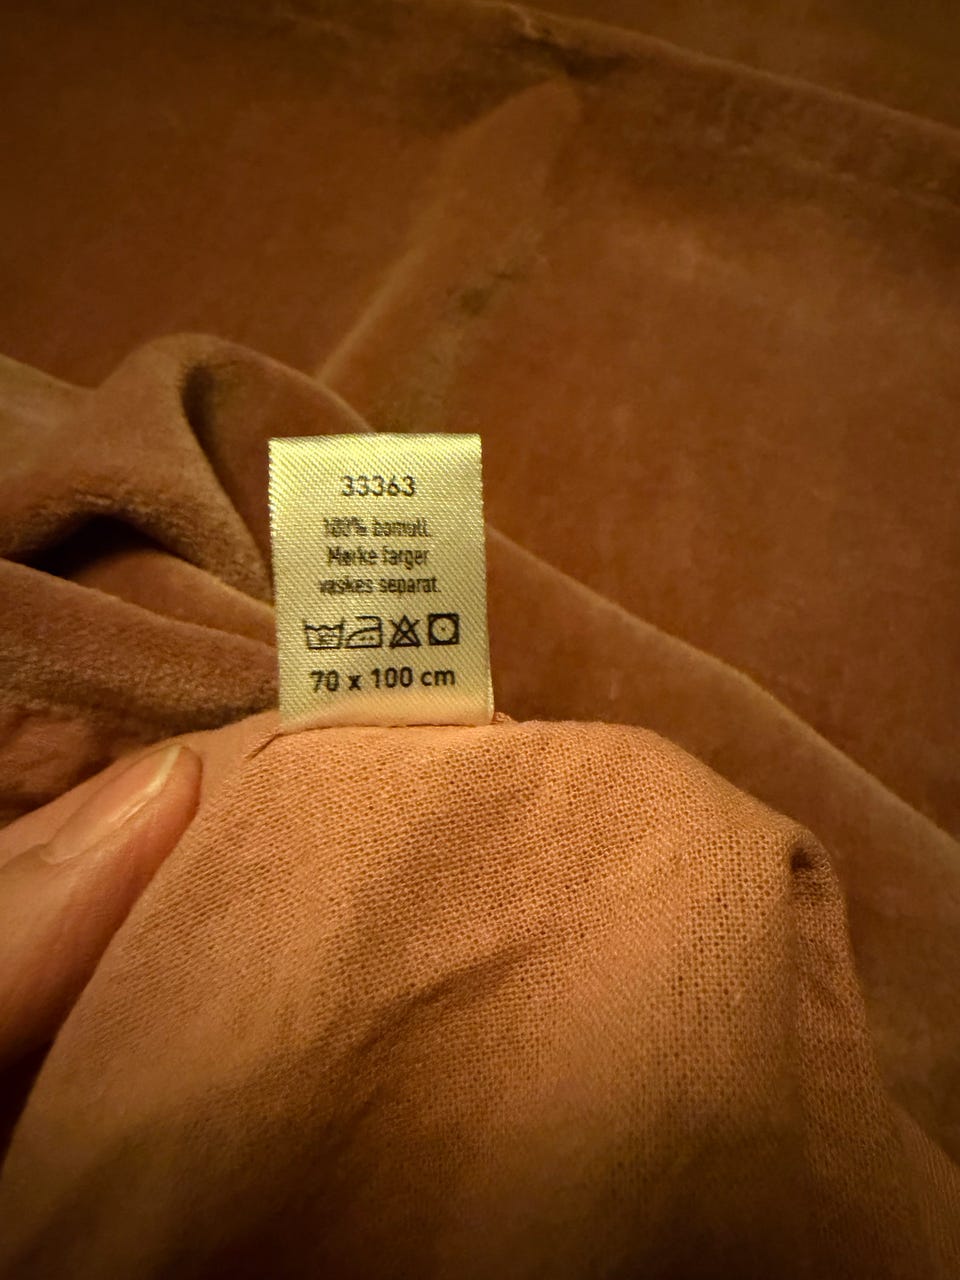 33363
100% bomull.
Mørke farger
vaskes separat.
70 x 100 cm